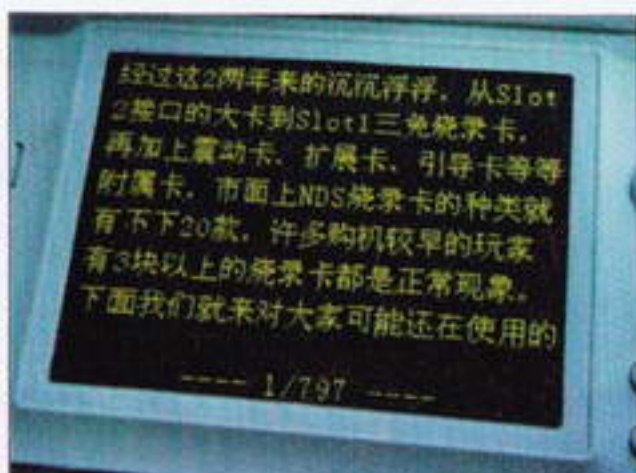 经过这2两年来的沉沉浮浮，从Slot
2接口的大卡到Slot1三免烧录卡，
再加上震动卡、扩展卡、引导卡等等
附属卡，市面上NDS烧录卡的种类就
有不下20款，许多购机较早的玩家
有3块以上的烧录卡都是正常现象。
下面我们就来对大家可能还在使用的
---- 1/797 ----